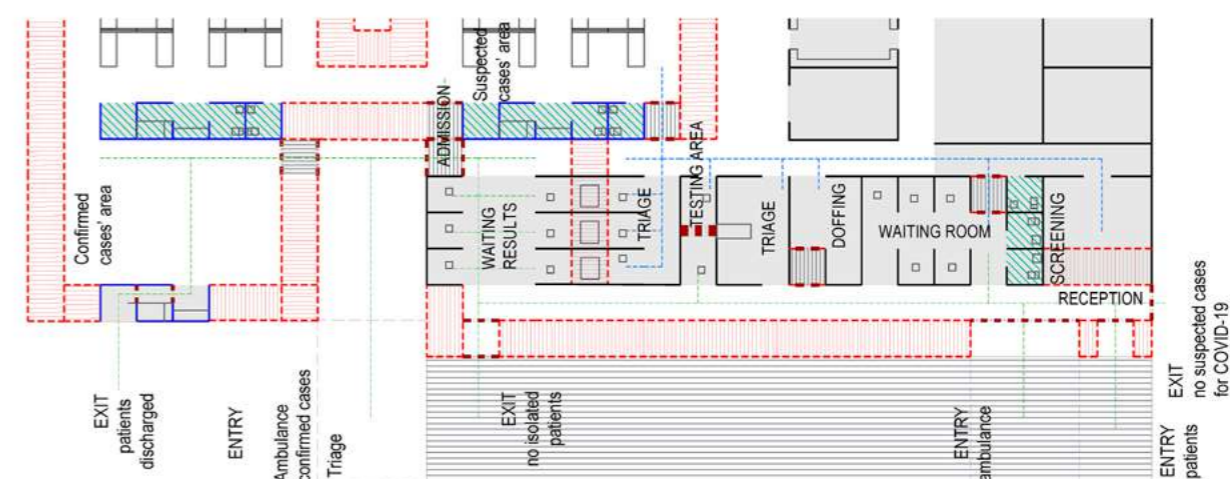 Suspected
cases' area
ADMISSION
TESTING AREA
Confirmed
cases' area
WAITING
RESULTS
TRIAGE
TRIAGE
DOFFING
WAITING ROOM
SCREENING
RECEPTION
EXIT
patients
discharged
ENTRY
Ambulance
confirmed cases
Triage
EXIT
no isolated
patients
ENTRY
ambulance
EXIT
no suspected cases
for COVID-19
ENTRY
patients